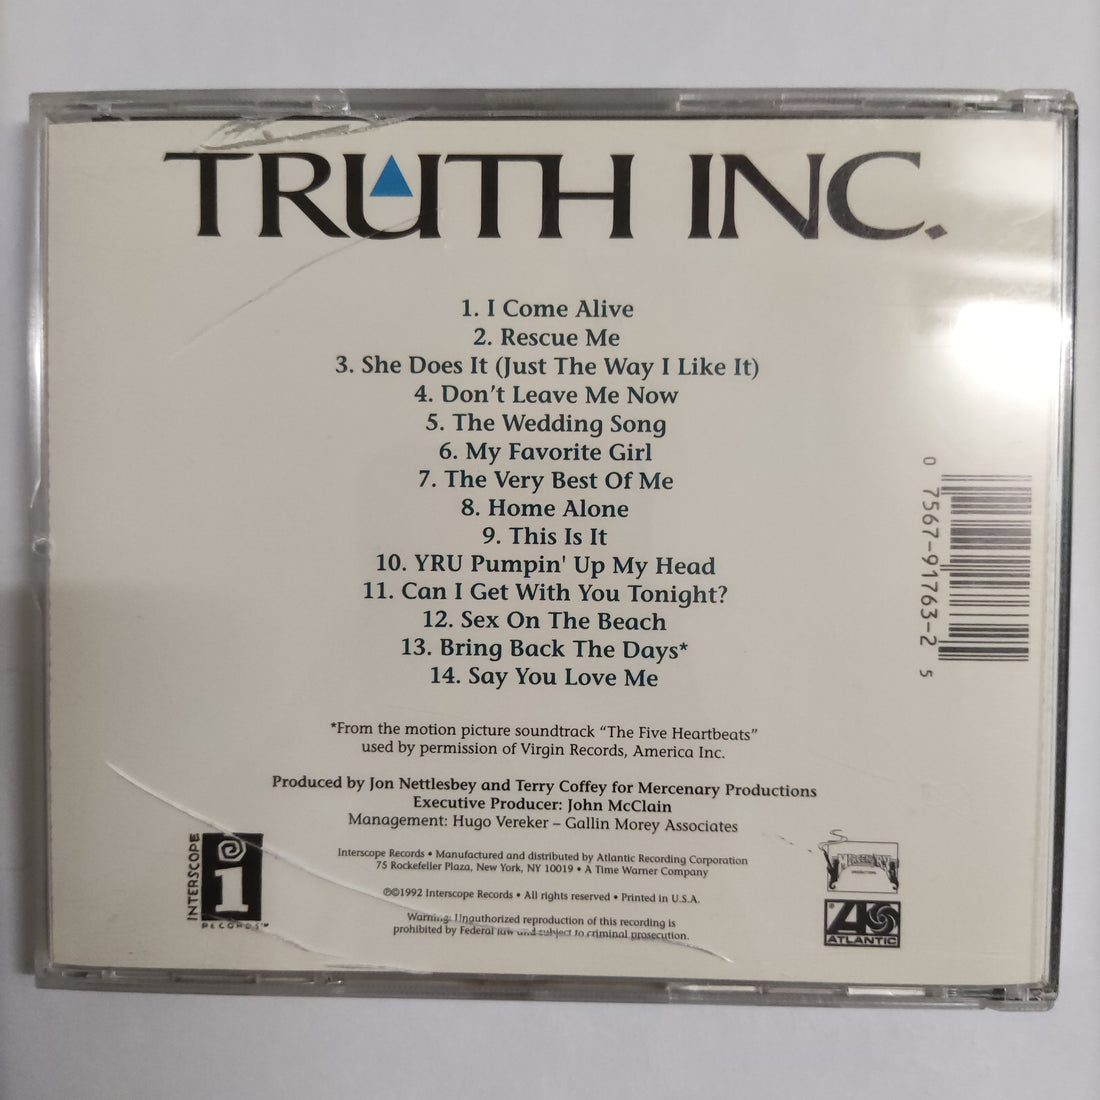 TRUTH INC.
1. I Come Alive
2. Rescue Me
3. She Does It (Just The Way I Like It)
4. Don't Leave Me Now
5. The Wedding Song
6. My Favorite Girl
7. The Very Best Of Me
8. Home Alone
9. This Is It
10. YRU Pumpin' Up My Head
11. Can I Get With You Tonight?
12. Sex On The Beach
13. Bring Back The Days*
14. Say You Love Me
0 7567-91763-2 5
*From the motion picture soundtrack “The Five Heartbeats”
used by permission of Virgin Records, America Inc.
Produced by Jon Nettlesbey and Terry Coffey for Mercenary Productions
Executive Producer: John McClain
Management: Hugo Vereker – Gallin Morey Associates
Interscope Records • Manufactured and distributed by Atlantic Recording Corporation
75 Rockefeller Plaza, New York, NY 10019 • A Time Warner Company
℗©1992 Interscope Records • All rights reserved • Printed in U.S.A.
Warning: Unauthorized reproduction of this recording is
prohibited by Federal law and subject to criminal prosecution.
INTERSCOPE
i
RECORDS™
MERCENARY
PRODUCTIONS
A
ATLANTIC